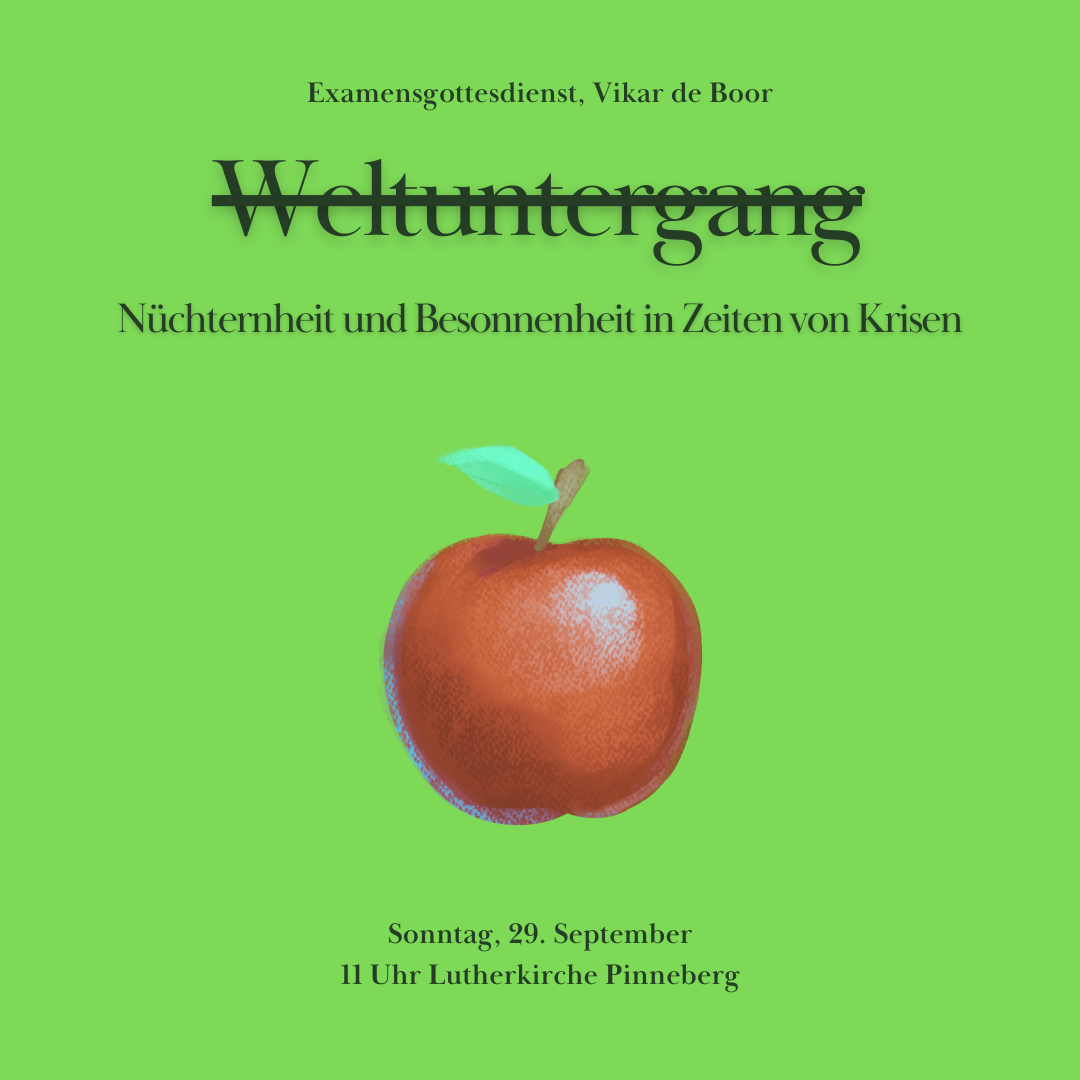 Examensgottesdienst, Vikar de Boor
Weltuntergang
Nüchternheit und Besonnenheit in Zeiten von Krisen
Sonntag, 29. September
11 Uhr Lutherkirche Pinneberg